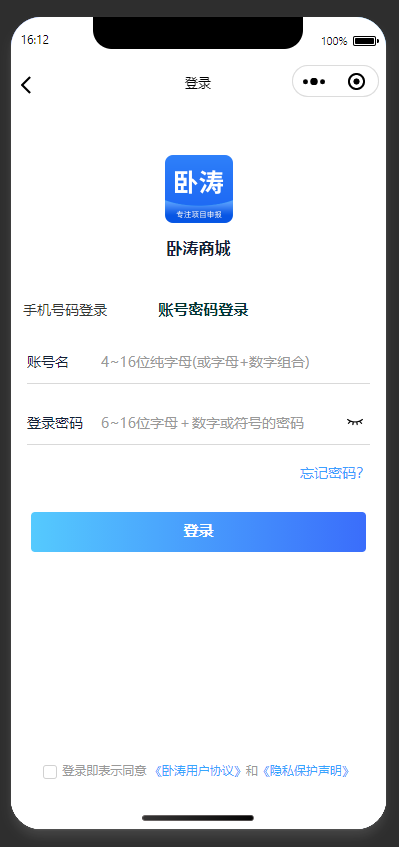 16:12
100%
登录
卧涛
专注项目申报
卧涛商城
手机号码登录 账号密码登录
账号名 4~16位纯字母(或字母+数字组合)
登录密码 6~16位字母+数字或符号的密码
忘记密码?
登录
登录即表示同意《卧涛用户协议》和《隐私保护声明》